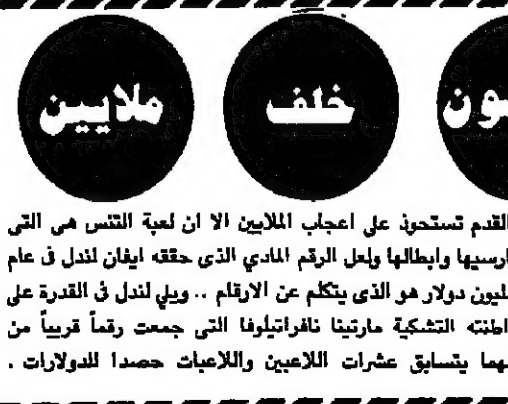 ـون خلف ملايين
القدم تستحوذ على اعجاب الملايين الا ان لعبة التنس هى التى
ارسيها وابطالها ولعل الرقم المادي الذى حققه ايفان لندل فى عام
مليون دولار هو الذى يتكلم عن الارقام .. ويلي لندل فى القدرة على
اطنته التشكية مارتينا نافراتيلوفا التى جمعت رقماً قريباً من
ـهما يتسابق عشرات اللاعبين واللاعبات حصدا للدولارات .